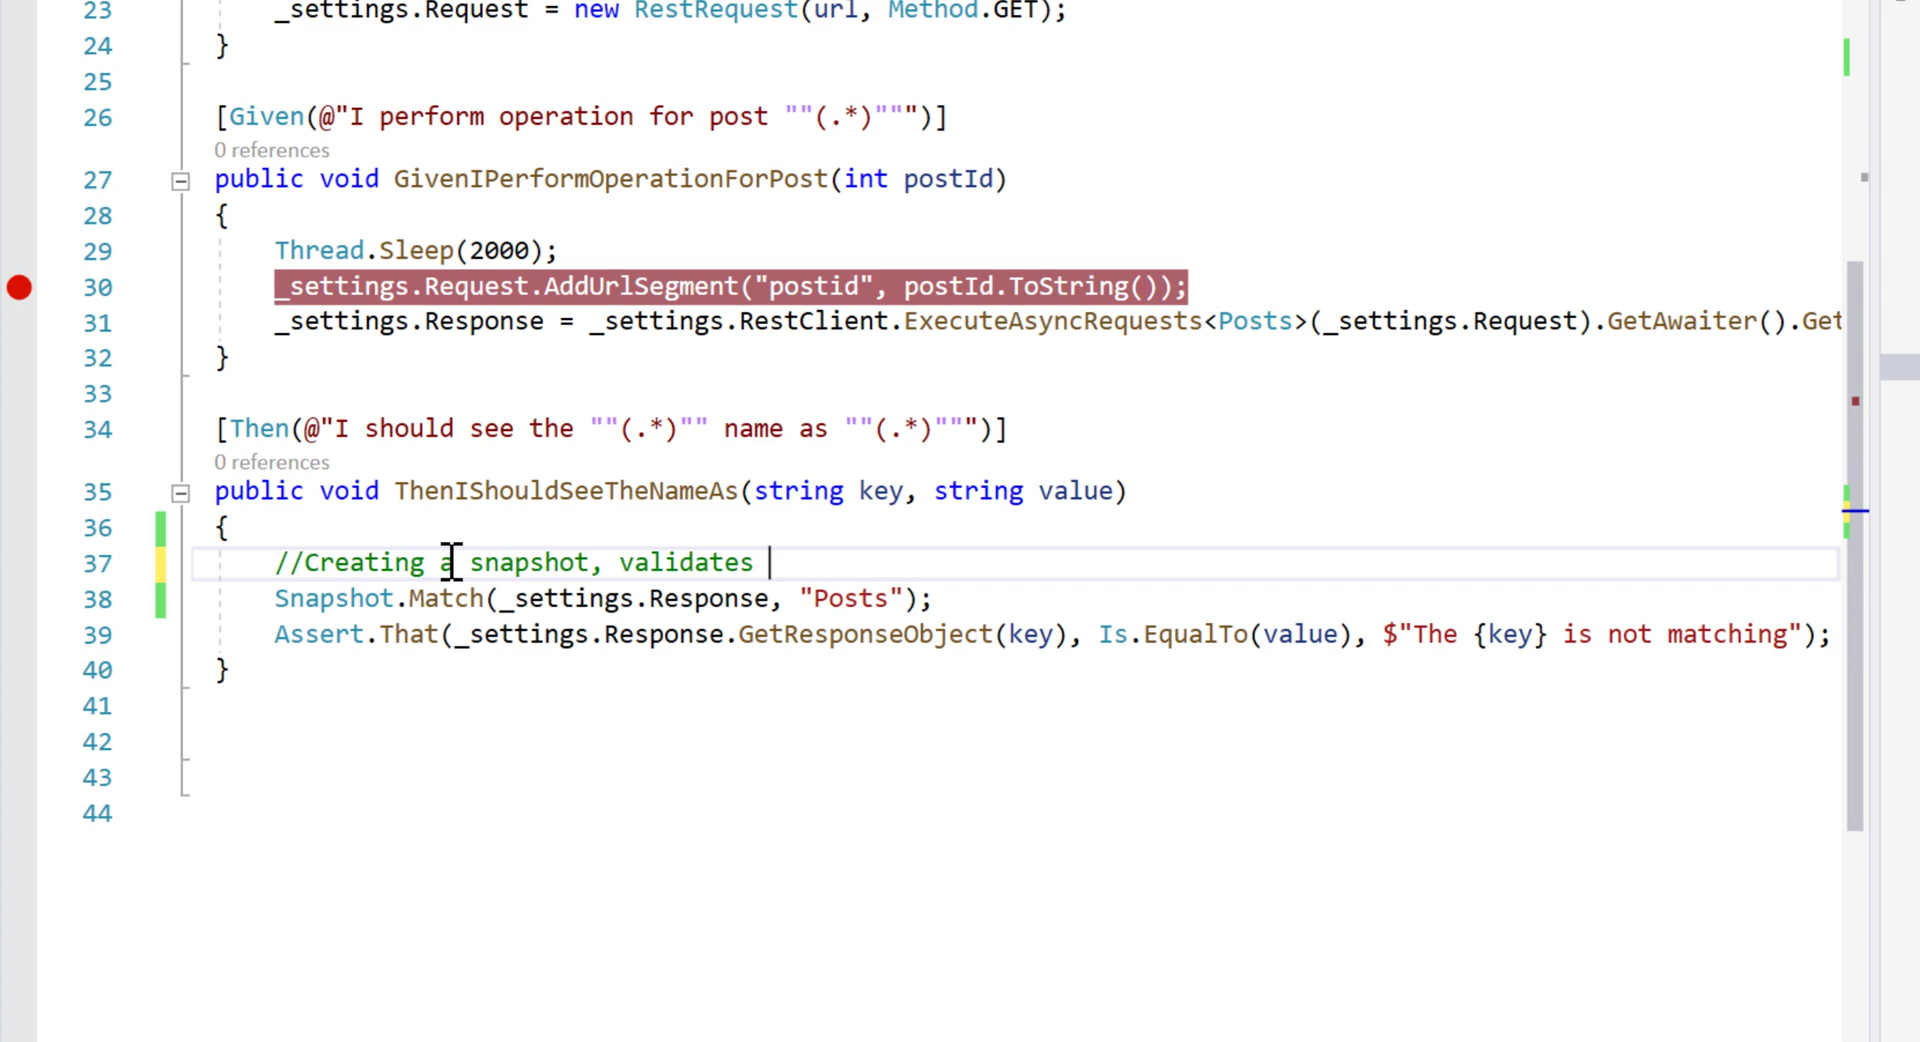 23 _settings.Request = new RestRequest(url, Method.GET);
24 }
25
26 [Given(@"I perform operation for post ""(.*)""")]
0 references
27 public void GivenIPerformOperationForPost(int postId)
28 {
29 Thread.Sleep(2000);
30 _settings.Request.AddUrlSegment("postid", postId.ToString());
31 _settings.Response = _settings.RestClient.ExecuteAsyncRequests<Posts>(_settings.Request).GetAwaiter().Get
32 }
33
34 [Then(@"I should see the ""(.*)"" name as ""(.*)""")]
0 references
35 public void ThenIShouldSeeTheNameAs(string key, string value)
36 {
37 //Creating a snapshot, validates
38 Snapshot.Match(_settings.Response, "Posts");
39 Assert.That(_settings.Response.GetResponseObject(key), Is.EqualTo(value), $"The {key} is not matching");
40 }
41
42
43
44